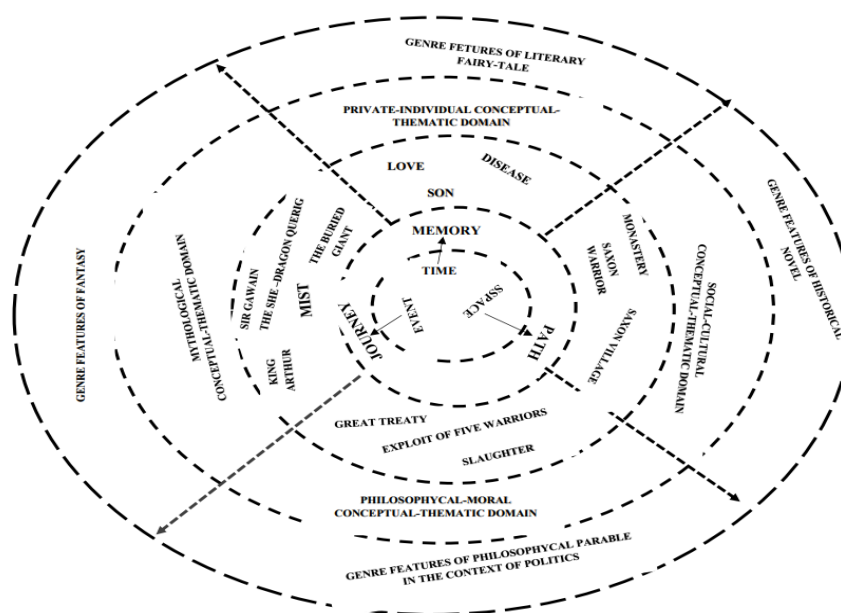 GENRE FETURES OF LITERARY
FAIRY-TALE
PRIVATE-INDIVIDUAL CONCEPTUAL-
THEMATIC DOMAIN
LOVE
DISEASE
SON
MEMORY
TIME
SSPACE
EVENT
JOURNEY
PATH
GENRE FEATURES OF FANTASY
MYTHOLOGICAL
CONCEPTUAL-THEMATIC DOMAIN
SIR GAWAIN
THE SHE –DRAGON QUERIG
THE BURIED
GIANT
MIST
KING
ARTHUR
MONASTERY
SAXON
WARRIOR
SAXON VILLAGE
SOCIAL-CULTURAL
CONCEPTUAL-THEMATIC DOMAIN
GENRE FEATURES OF HISTORICAL
NOVEL
GREAT TREATY
EXPLOIT OF FIVE WARRIORS
SLAUGHTER
PHILOSOPHYCAL-MORAL
CONCEPTUAL-THEMATIC DOMAIN
GENRE FEATURES OF PHILOSOPHYCAL PARABLE
IN THE CONTEXT OF POLITICS